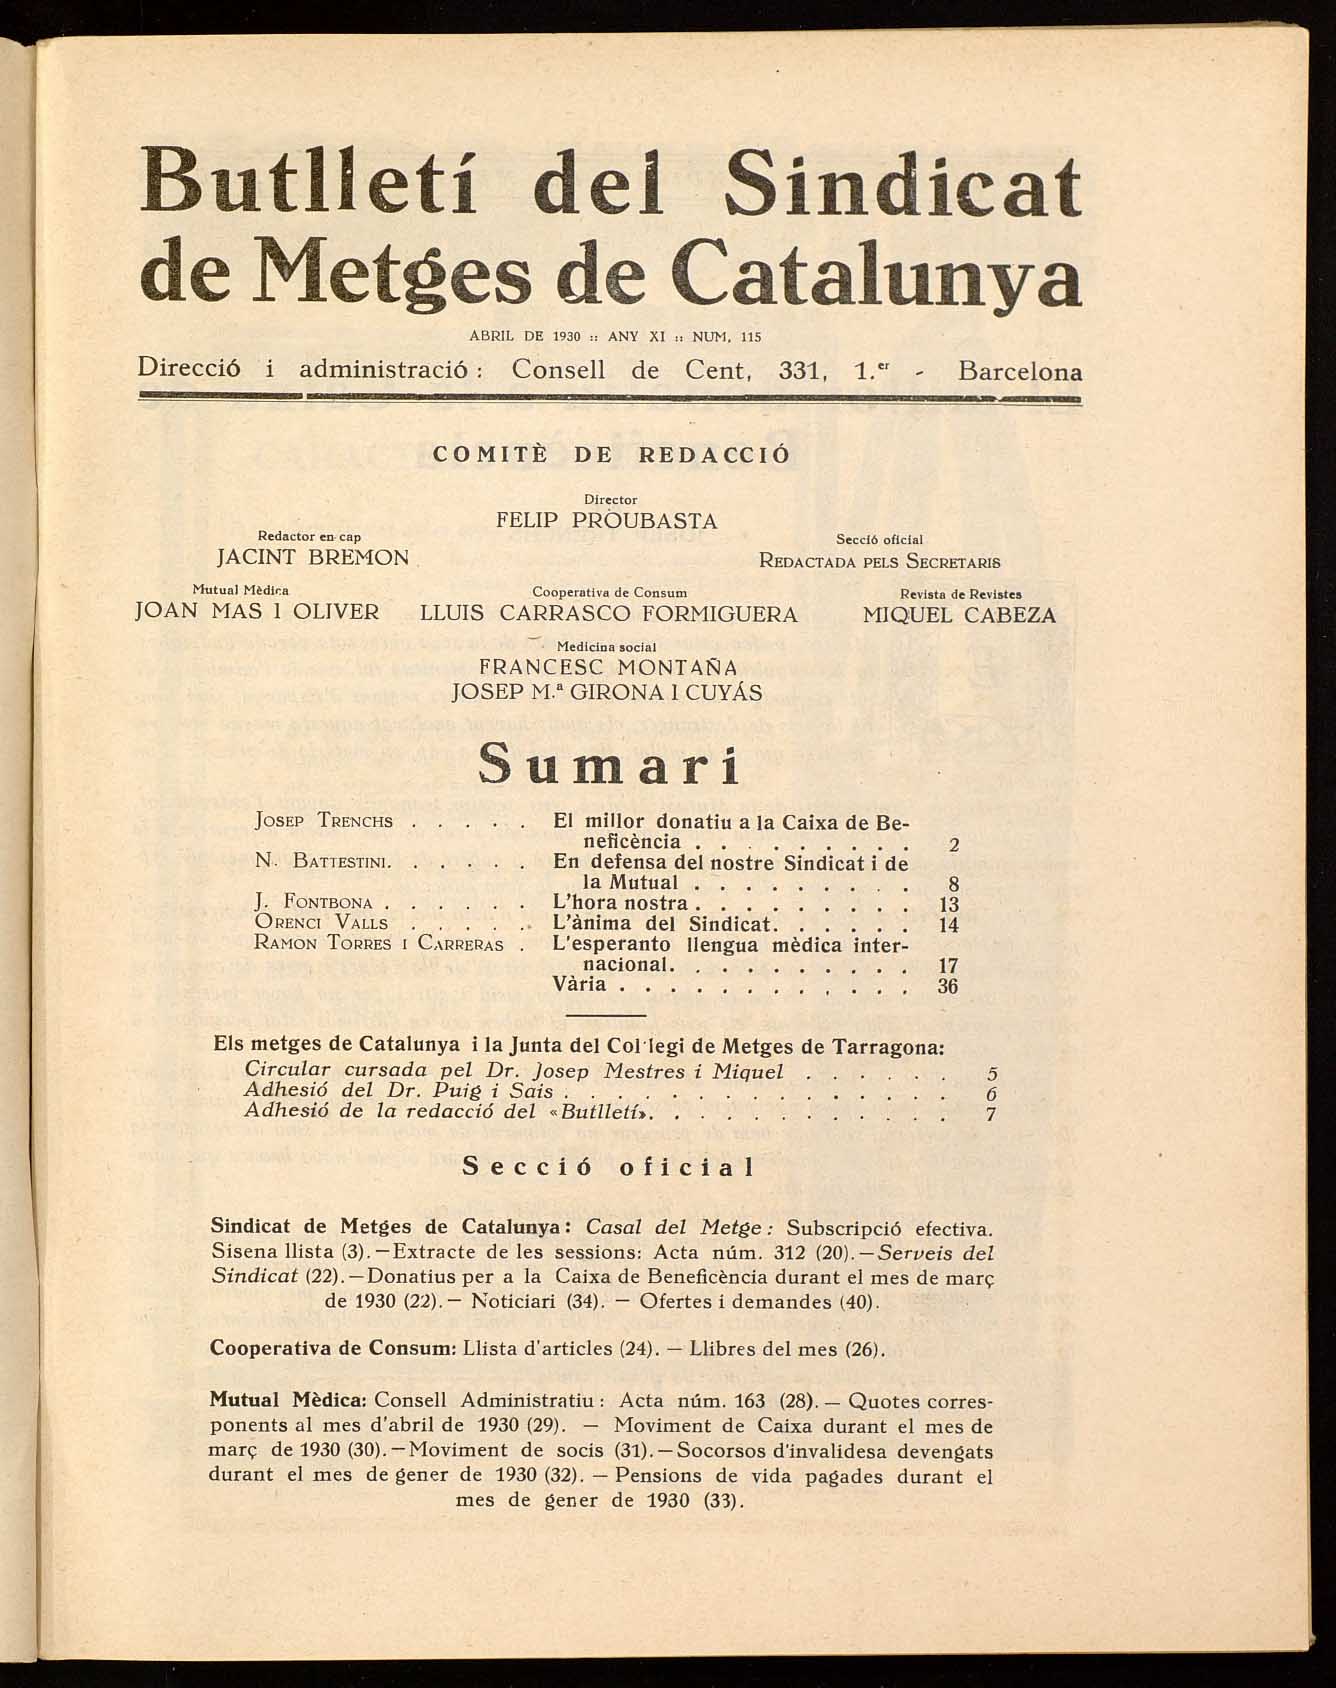 Butlletí del Sindicat
de Metges de Catalunya
ABRIL DE 1930 :: ANY XI :: NUM. 115
Direcció i administració : Consell de Cent, 331, 1.er - Barcelona
COMITÈ DE REDACCIÓ
Director
FELIP PROUBASTA
Redactor en cap
JACINT BREMON
Secció oficial
REDACTADA PELS SECRETARIS
Mutual Mèdica
JOAN MAS I OLIVER
Cooperativa de Consum
LLUIS CARRASCO FORMIGUERA
Revista de Revistes
MIQUEL CABEZA
Medicina social
FRANCESC MONTAÑA
JOSEP M.ª GIRONA I CUYÁS
Sumari
JOSEP TRENCHS . . . . . El millor donatiu a la Caixa de Be-
neficència . . . . . . . . . 2
N. BATTESTINI. . . . . . En defensa del nostre Sindicat i de
la Mutual . . . . . . . . . 8
J. FONTBONA . . . . . . L'hora nostra . . . . . . . . . 13
ORENCI VALLS . . . . . L'ànima del Sindicat. . . . . . 14
RAMON TORRES I CARRERAS . L'esperanto llengua mèdica inter-
nacional. . . . . . . . . . 17
Vària . . . . . . . . . . . . 36
Els metges de Catalunya i la Junta del Col·legi de Metges de Tarragona:
Circular cursada pel Dr. Josep Mestres i Miquel . . . . . . 5
Adhesió del Dr. Puig i Sais . . . . . . . . . . . . . . . 6
Adhesió de la redacció del «Butlletí». . . . . . . . . . . . 7
Secció oficial
Sindicat de Metges de Catalunya: Casal del Metge : Subscripció efectiva.
Sisena llista (3). — Extracte de les sessions: Acta núm. 312 (20). — Serveis del
Sindicat (22). — Donatius per a la Caixa de Beneficència durant el mes de març
de 1930 (22). — Noticiari (34). — Ofertes i demandes (40).
Cooperativa de Consum: Llista d'articles (24). — Llibres del mes (26).
Mutual Mèdica: Consell Administratiu : Acta núm. 163 (28). — Quotes corres-
ponents al mes d'abril de 1930 (29). — Moviment de Caixa durant el mes de
març de 1930 (30). — Moviment de socis (31). — Socorsos d'invalidesa devengats
durant el mes de gener de 1930 (32). — Pensions de vida pagades durant el
mes de gener de 1930 (33).